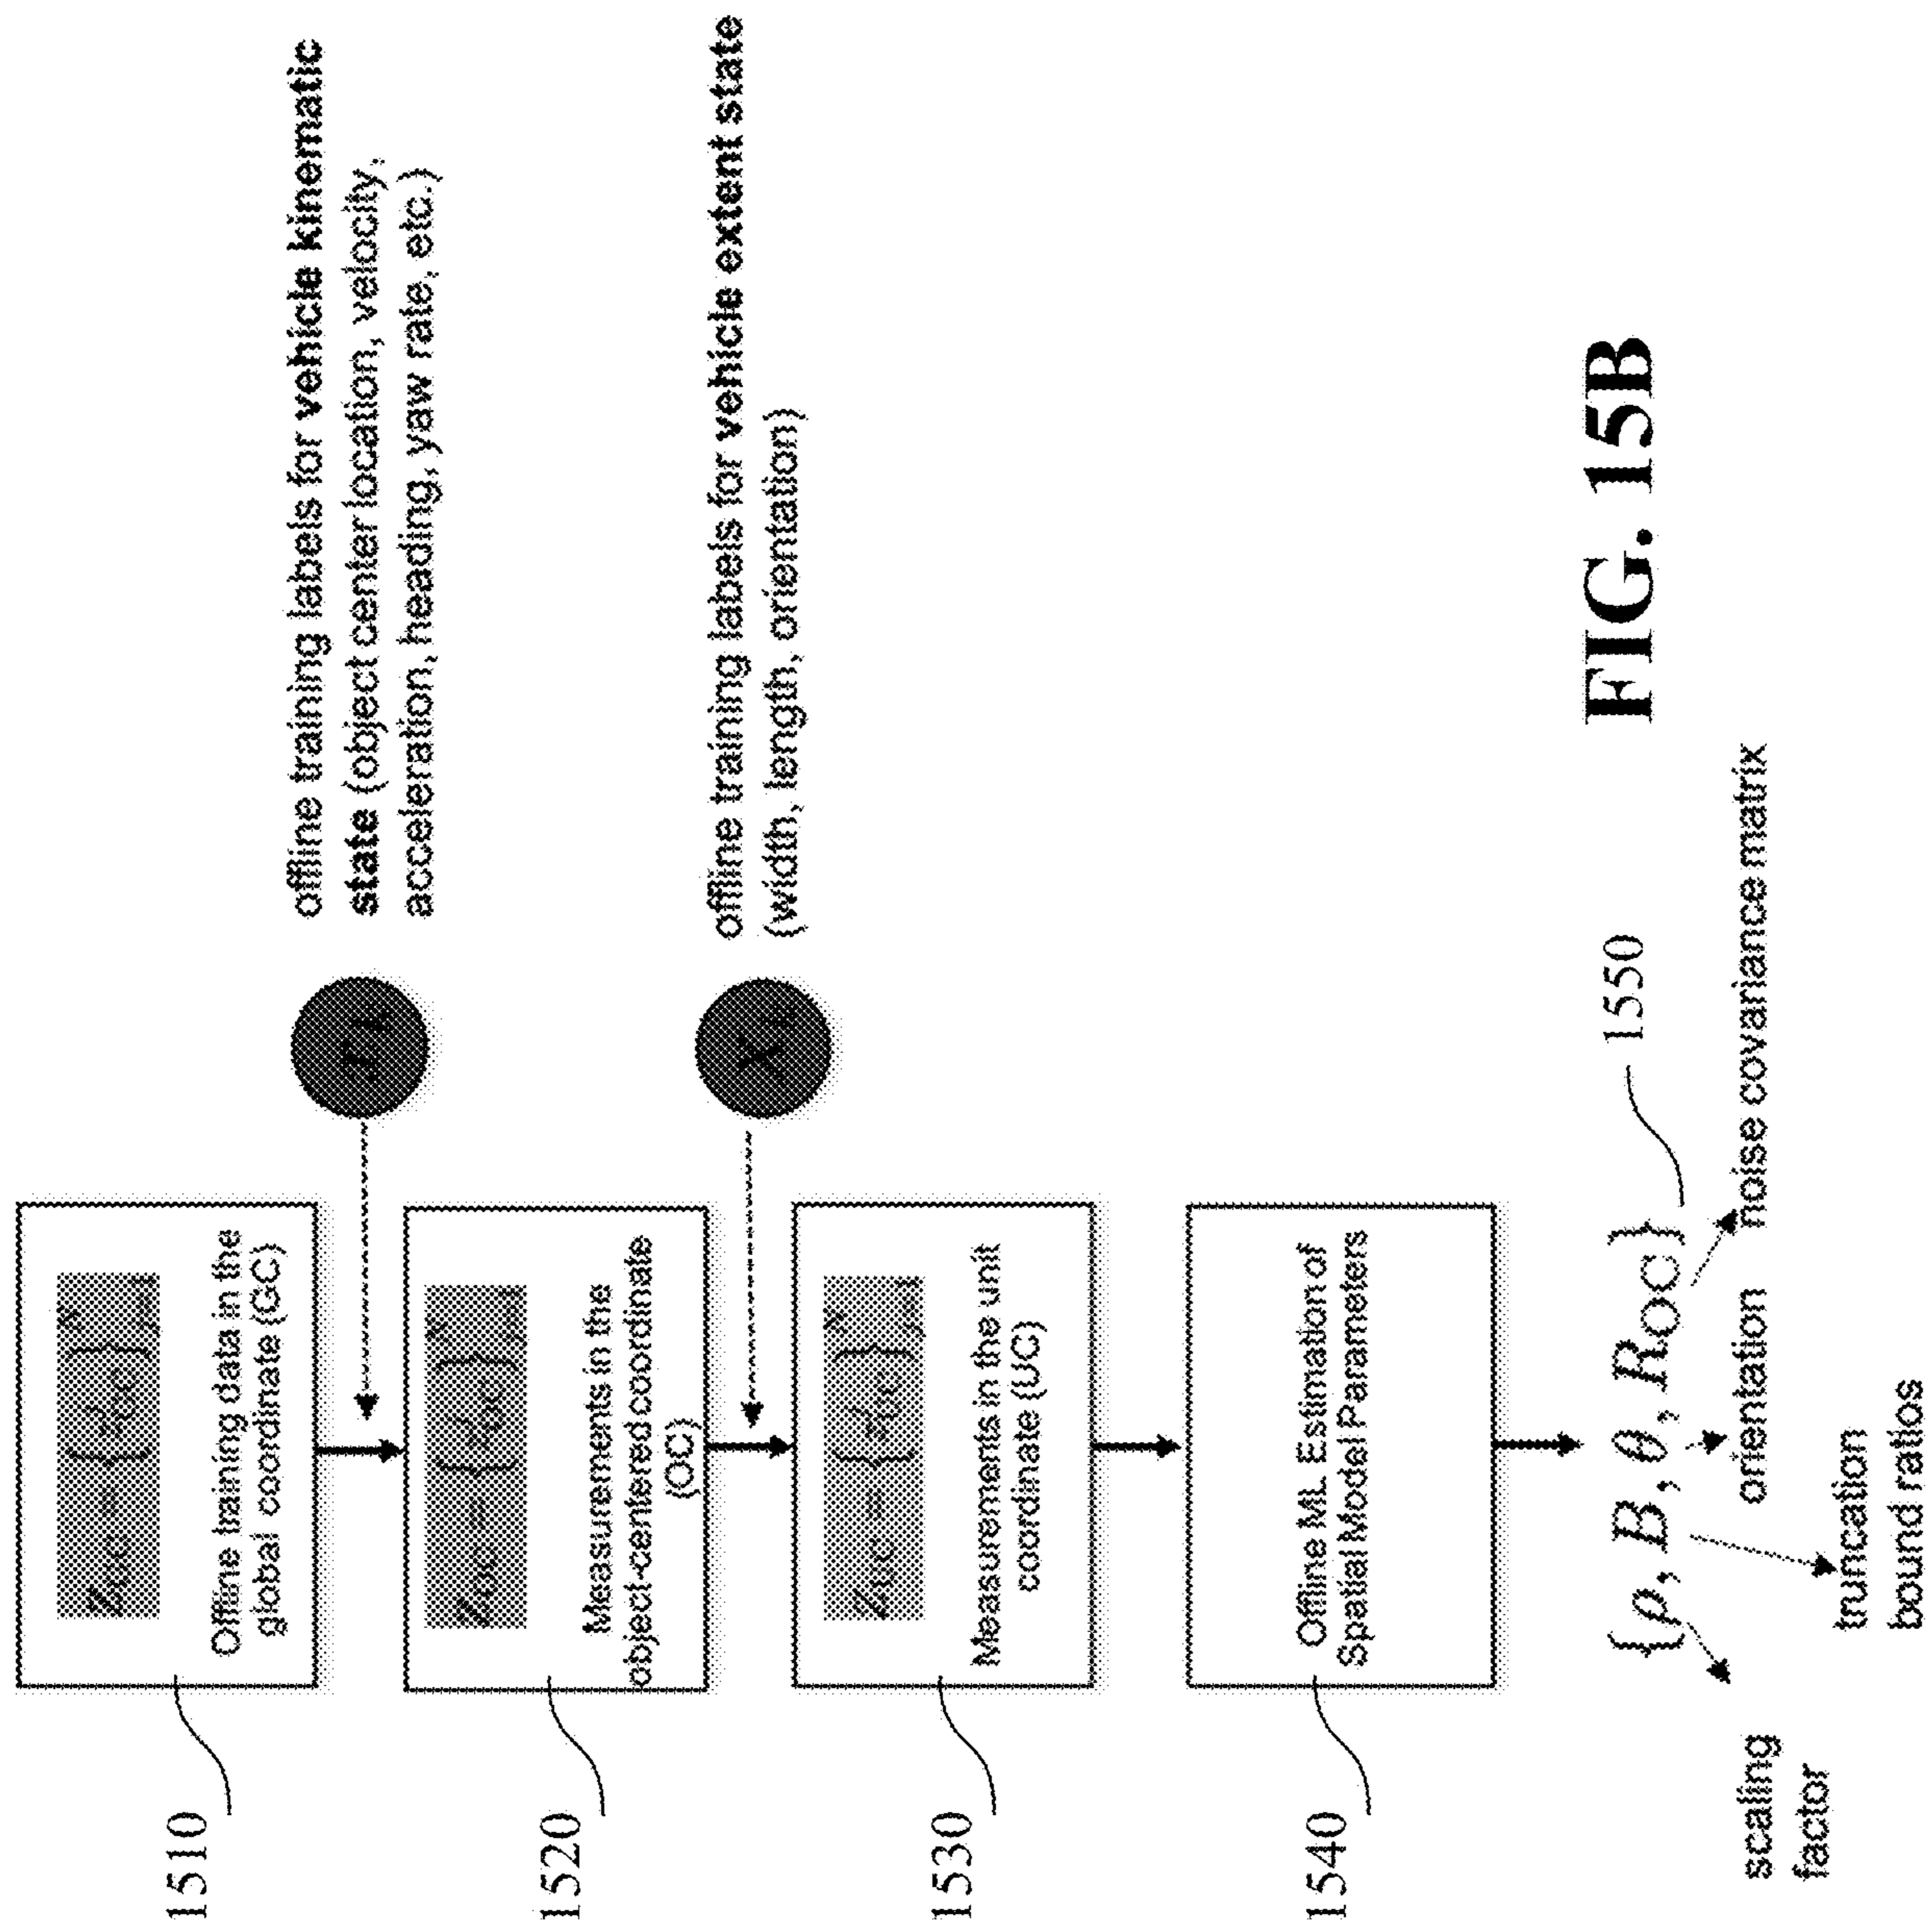 1510
Offline training data in the
global coordinate (GC)
offline training labels for vehicle kinematic
state (object center location, velocity,
acceleration, heading, yaw rate, etc.)
1520
Measurements in the
object-centered coordinate
(OC)
offline training labels for vehicle extent state
(width, length, orientation)
1530
Measurements in the unit
coordinate (UC)
1540
Offline ML Estimation of
Spatial Model Parameters
{ρ, B, θ, R_OC}
1550
scaling
factor
truncation
bound ratios
orientation
noise covariance matrix
FIG. 15B